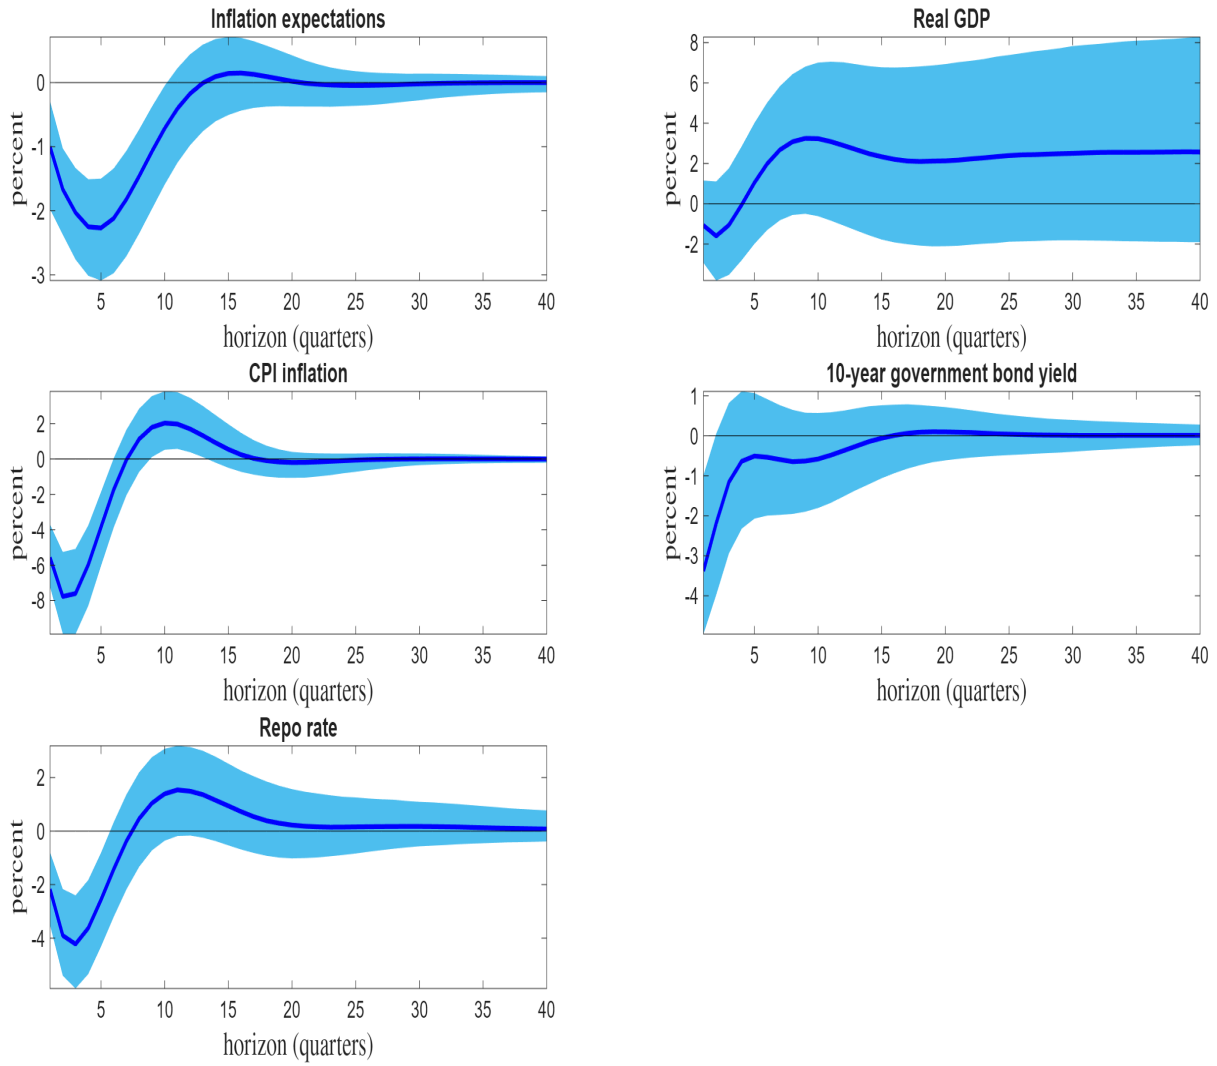 Inflation expectations
percent
0
-1
-2
-3
5 10 15 20 25 30 35 40
horizon (quarters)
Real GDP
percent
8
6
4
2
0
-2
5 10 15 20 25 30 35 40
horizon (quarters)
CPI inflation
percent
2
0
-2
-4
-6
-8
5 10 15 20 25 30 35 40
horizon (quarters)
10-year government bond yield
percent
1
0
-1
-2
-3
-4
5 10 15 20 25 30 35 40
horizon (quarters)
Repo rate
percent
2
0
-2
-4
5 10 15 20 25 30 35 40
horizon (quarters)